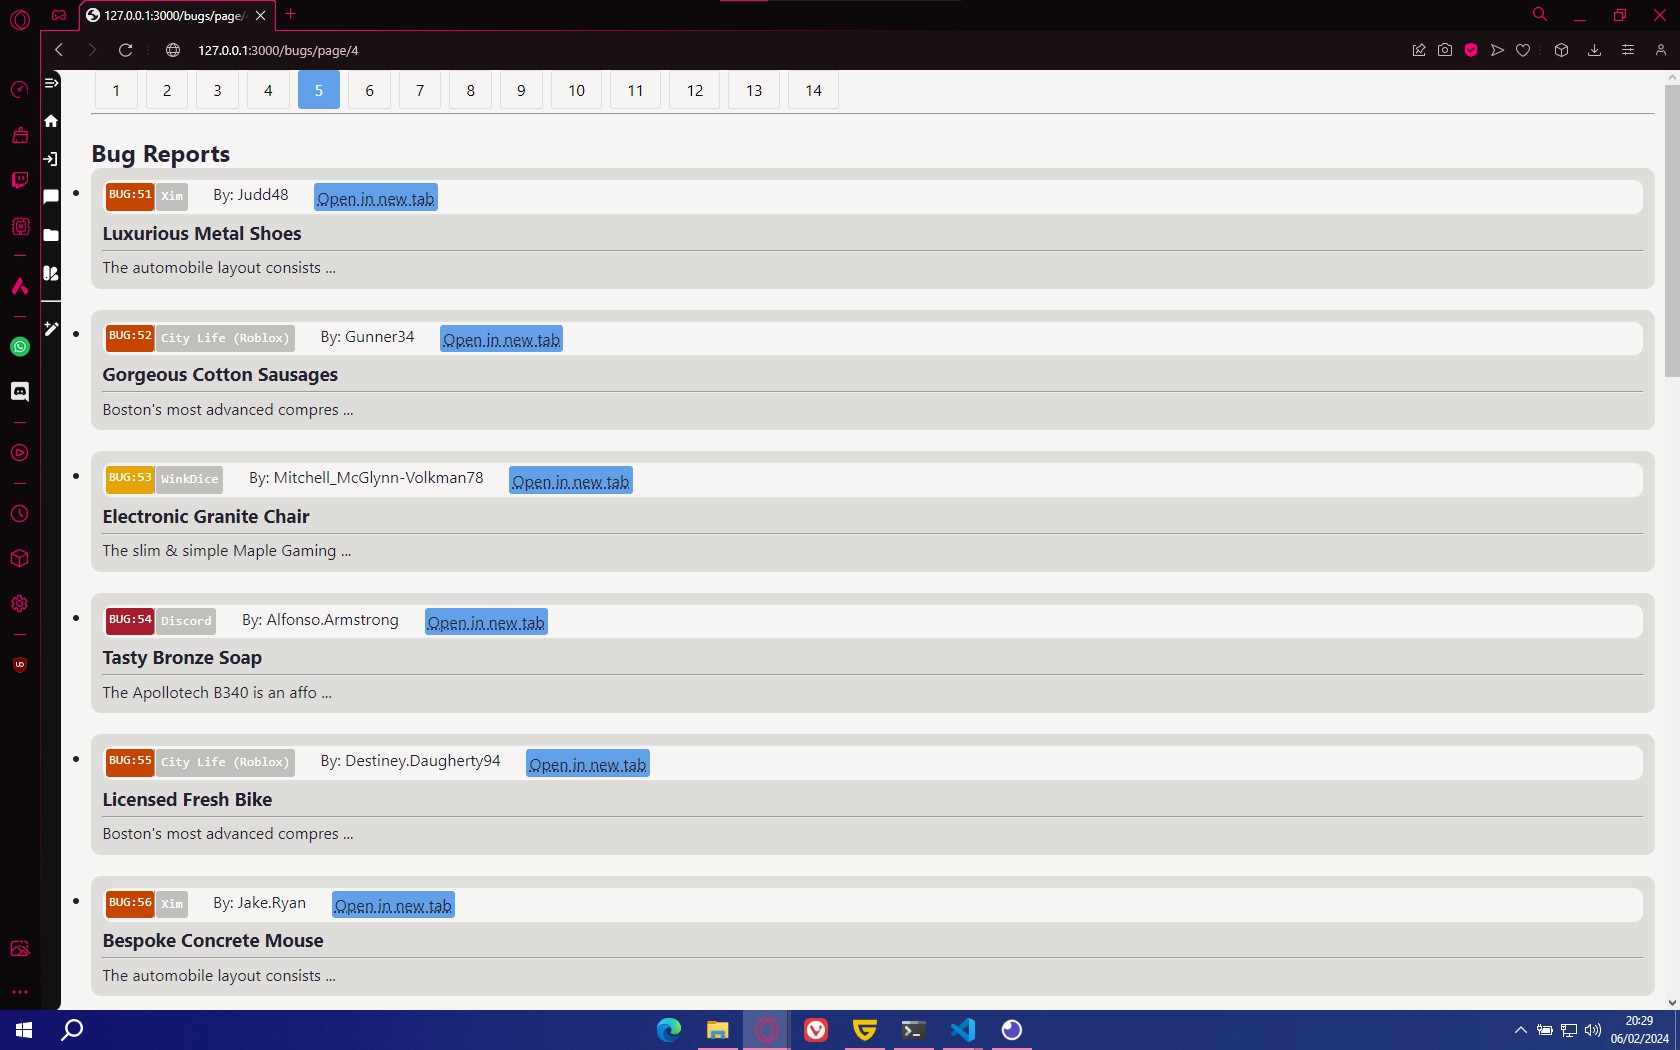 127.0.0.1:3000/bugs/page/
127.0.0.1:3000/bugs/page/4
1 2 3 4 5 6 7 8 9 10 11 12 13 14
Bug Reports
BUG:51 Xim By: Judd48 Open in new tab
Luxurious Metal Shoes
The automobile layout consists ...
BUG:52 City Life (Roblox) By: Gunner34 Open in new tab
Gorgeous Cotton Sausages
Boston's most advanced compres ...
BUG:53 WinkDice By: Mitchell_McGlynn-Volkman78 Open in new tab
Electronic Granite Chair
The slim & simple Maple Gaming ...
BUG:54 Discord By: Alfonso.Armstrong Open in new tab
Tasty Bronze Soap
The Apollotech B340 is an affo ...
BUG:55 City Life (Roblox) By: Destiney.Daugherty94 Open in new tab
Licensed Fresh Bike
Boston's most advanced compres ...
BUG:56 Xim By: Jake.Ryan Open in new tab
Bespoke Concrete Mouse
The automobile layout consists ...
20:29
06/02/2024